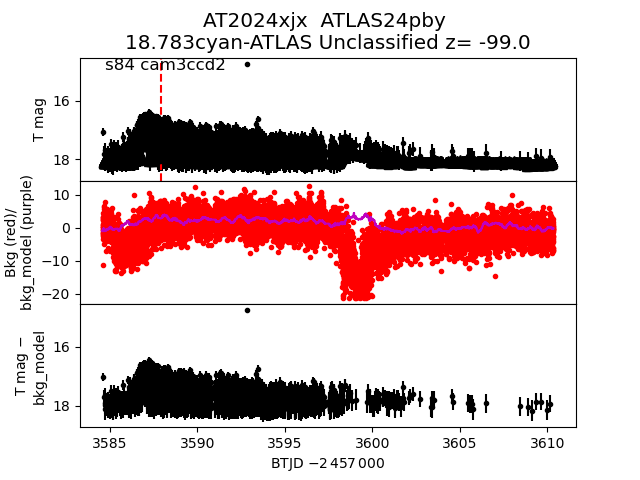 AT2024xjx  ATLAS24pby
18.783cyan-ATLAS Unclassified z= -99.0
s84 cam3ccd2
T mag
16
18
Bkg (red)/
bkg_model (purple)
10
0
−10
−20
T mag −
bkg_model
16
18
3585 3590 3595 3600 3605 3610
BTJD −2 457 000